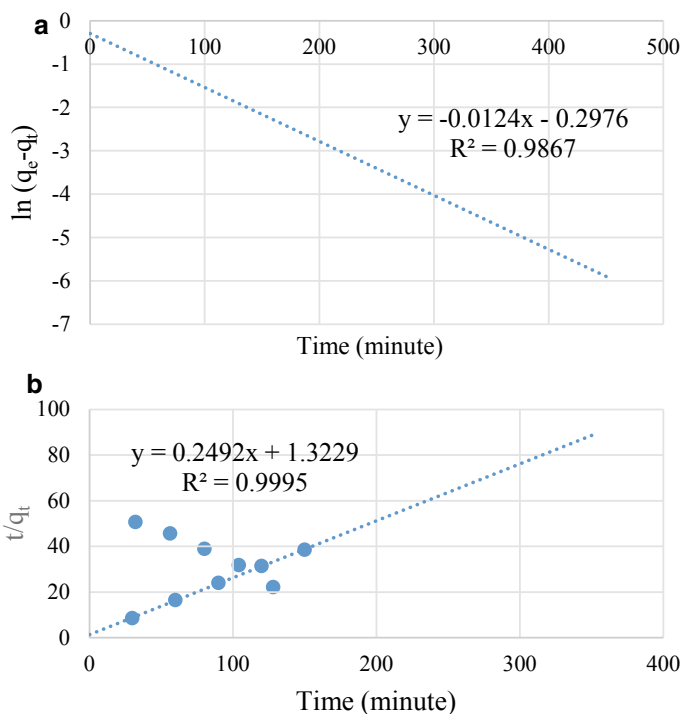 a
0
0 100 200 300 400 500
-1
-2
y = -0.0124x - 0.2976
R² = 0.9867
-3
-4
-5
-6
-7
ln (qₑ-qₜ)
Time (minute)
b
100
80
y = 0.2492x + 1.3229
R² = 0.9995
60
40
20
0
t/qₜ
0 100 200 300 400
Time (minute)